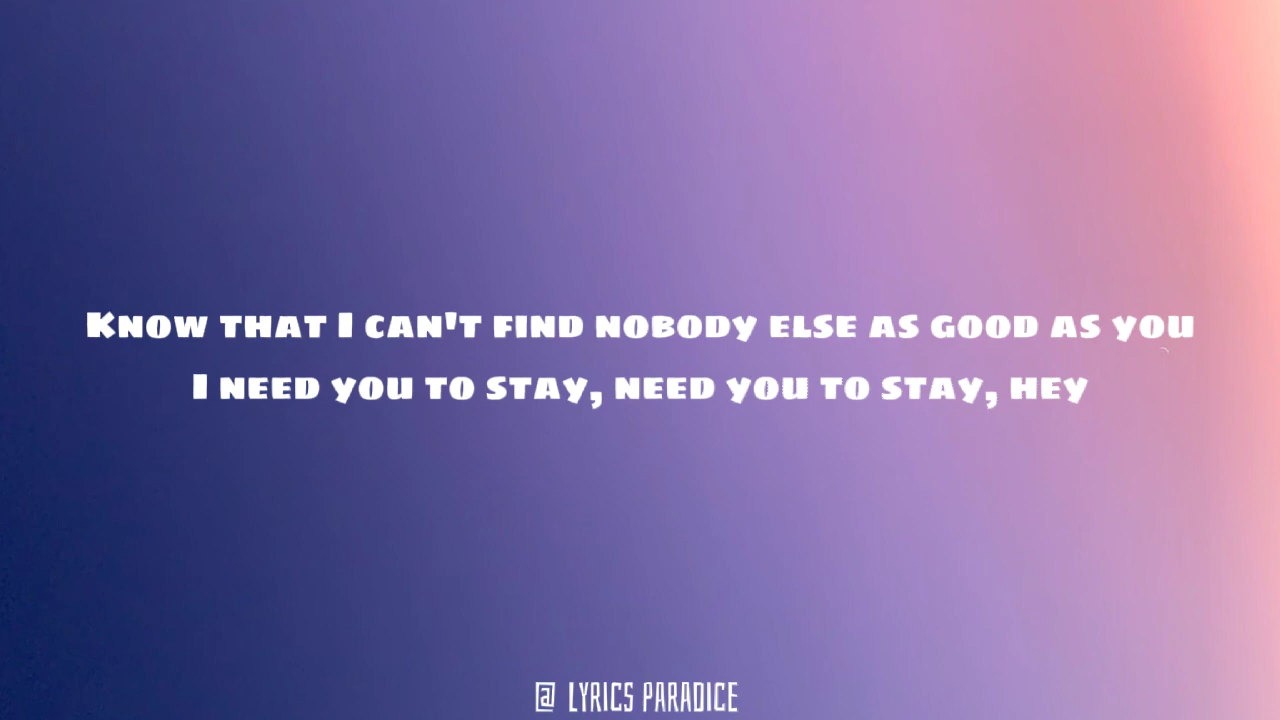 Know that I can't find nobody else as good as you
I need you to stay, need you to stay, hey
@ LYRICS PARADICE